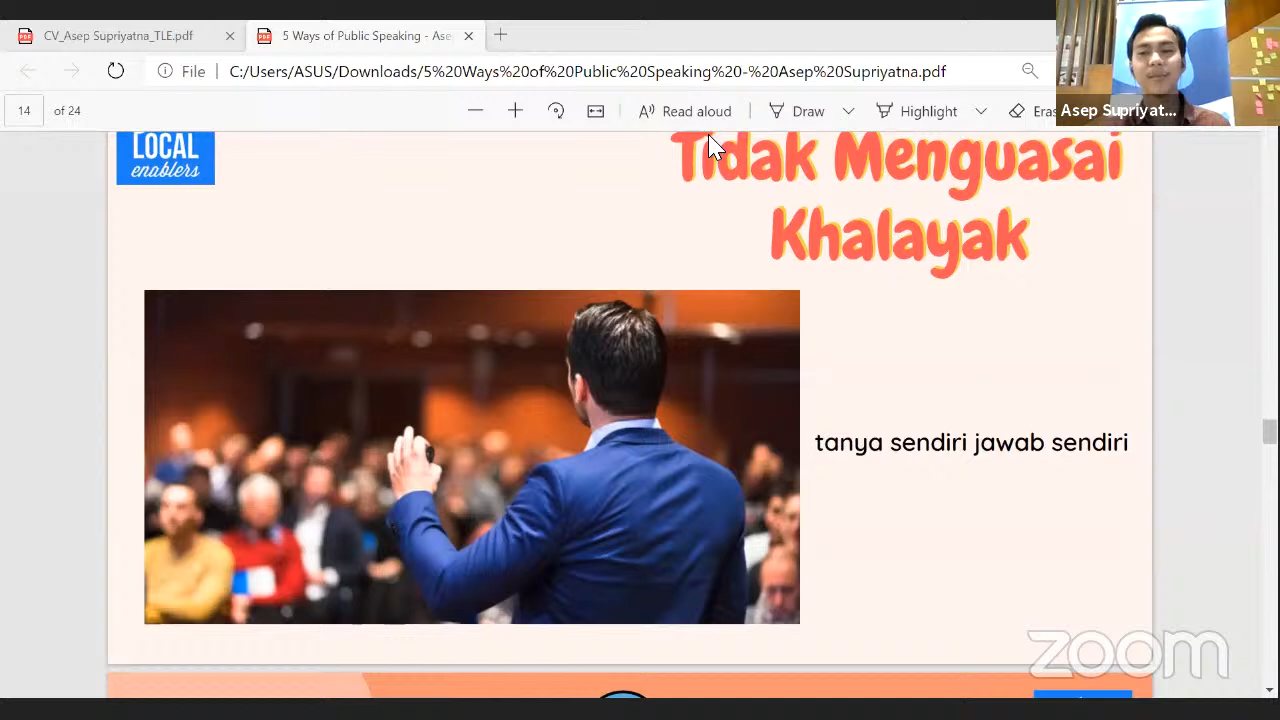 CV_Asep Supriyatna_TLE.pdf
5 Ways of Public Speaking - Ase
File
C:/Users/ASUS/Downloads/5%20Ways%20of%20Public%20Speaking%20-%20Asep%20Supriyatna.pdf
14
of 24
Read aloud
Draw
Highlight
Eras
Asep Supriyat...
LOCAL
enablers
Tidak Menguasai
Khalayak
tanya sendiri jawab sendiri
zoom